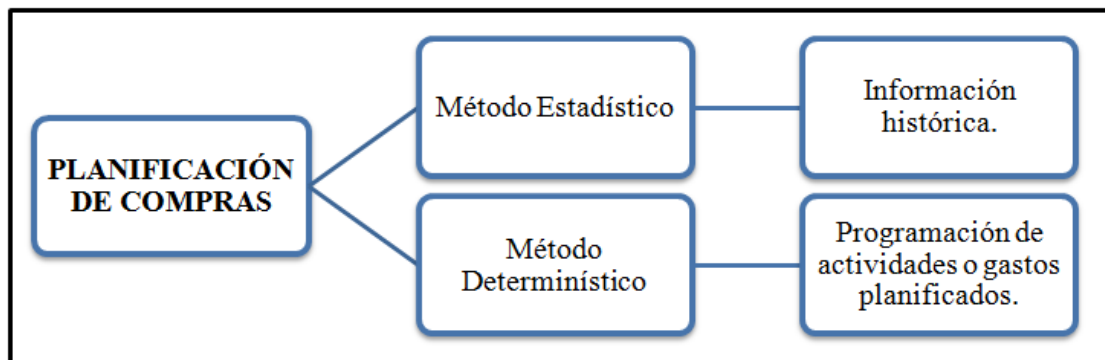 PLANIFICACIÓN
DE COMPRAS
Método Estadístico
Información
histórica.
Método
Determinístico
Programación de
actividades o gastos
planificados.